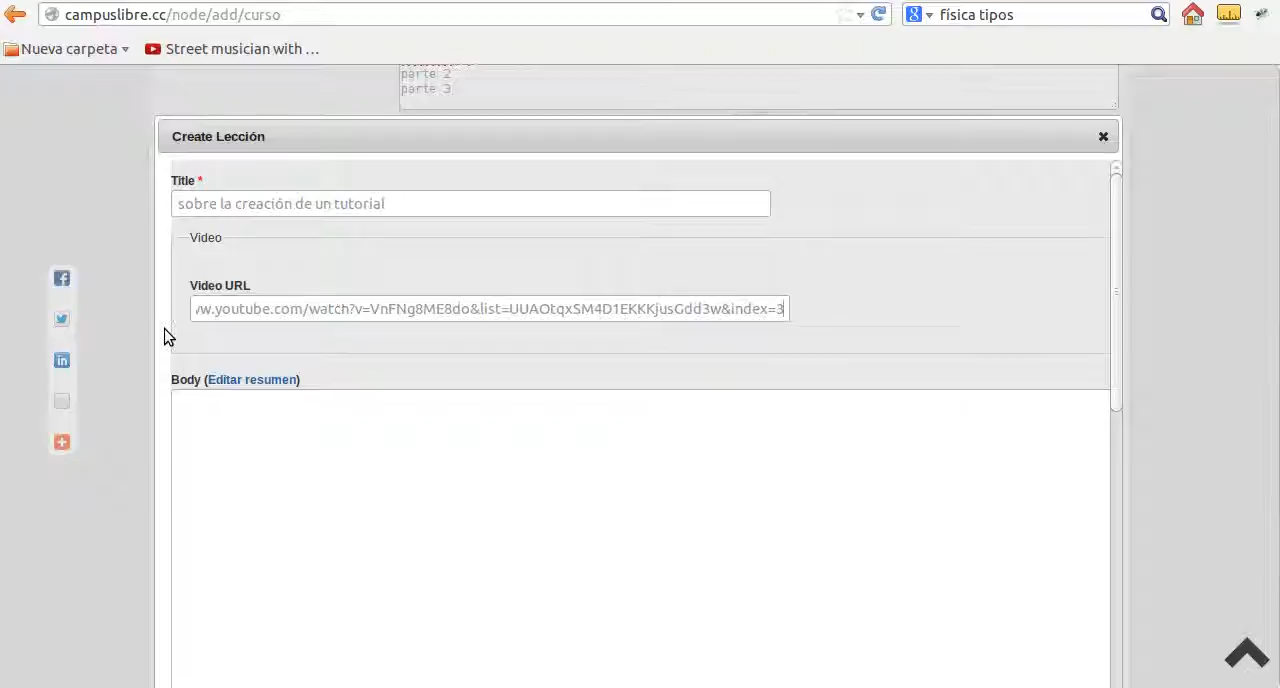 campuslibre.cc/node/add/curso
física tipos
Nueva carpeta
Street musician with ...
parte 2
parte 3
Create Lección
Title *
sobre la creación de un tutorial
Video
Video URL
w.youtube.com/watch?v=VnFNg8ME8do&list=UUAOtqxSM4D1EKKKjusGdd3w&index=3
Body (Editar resumen)